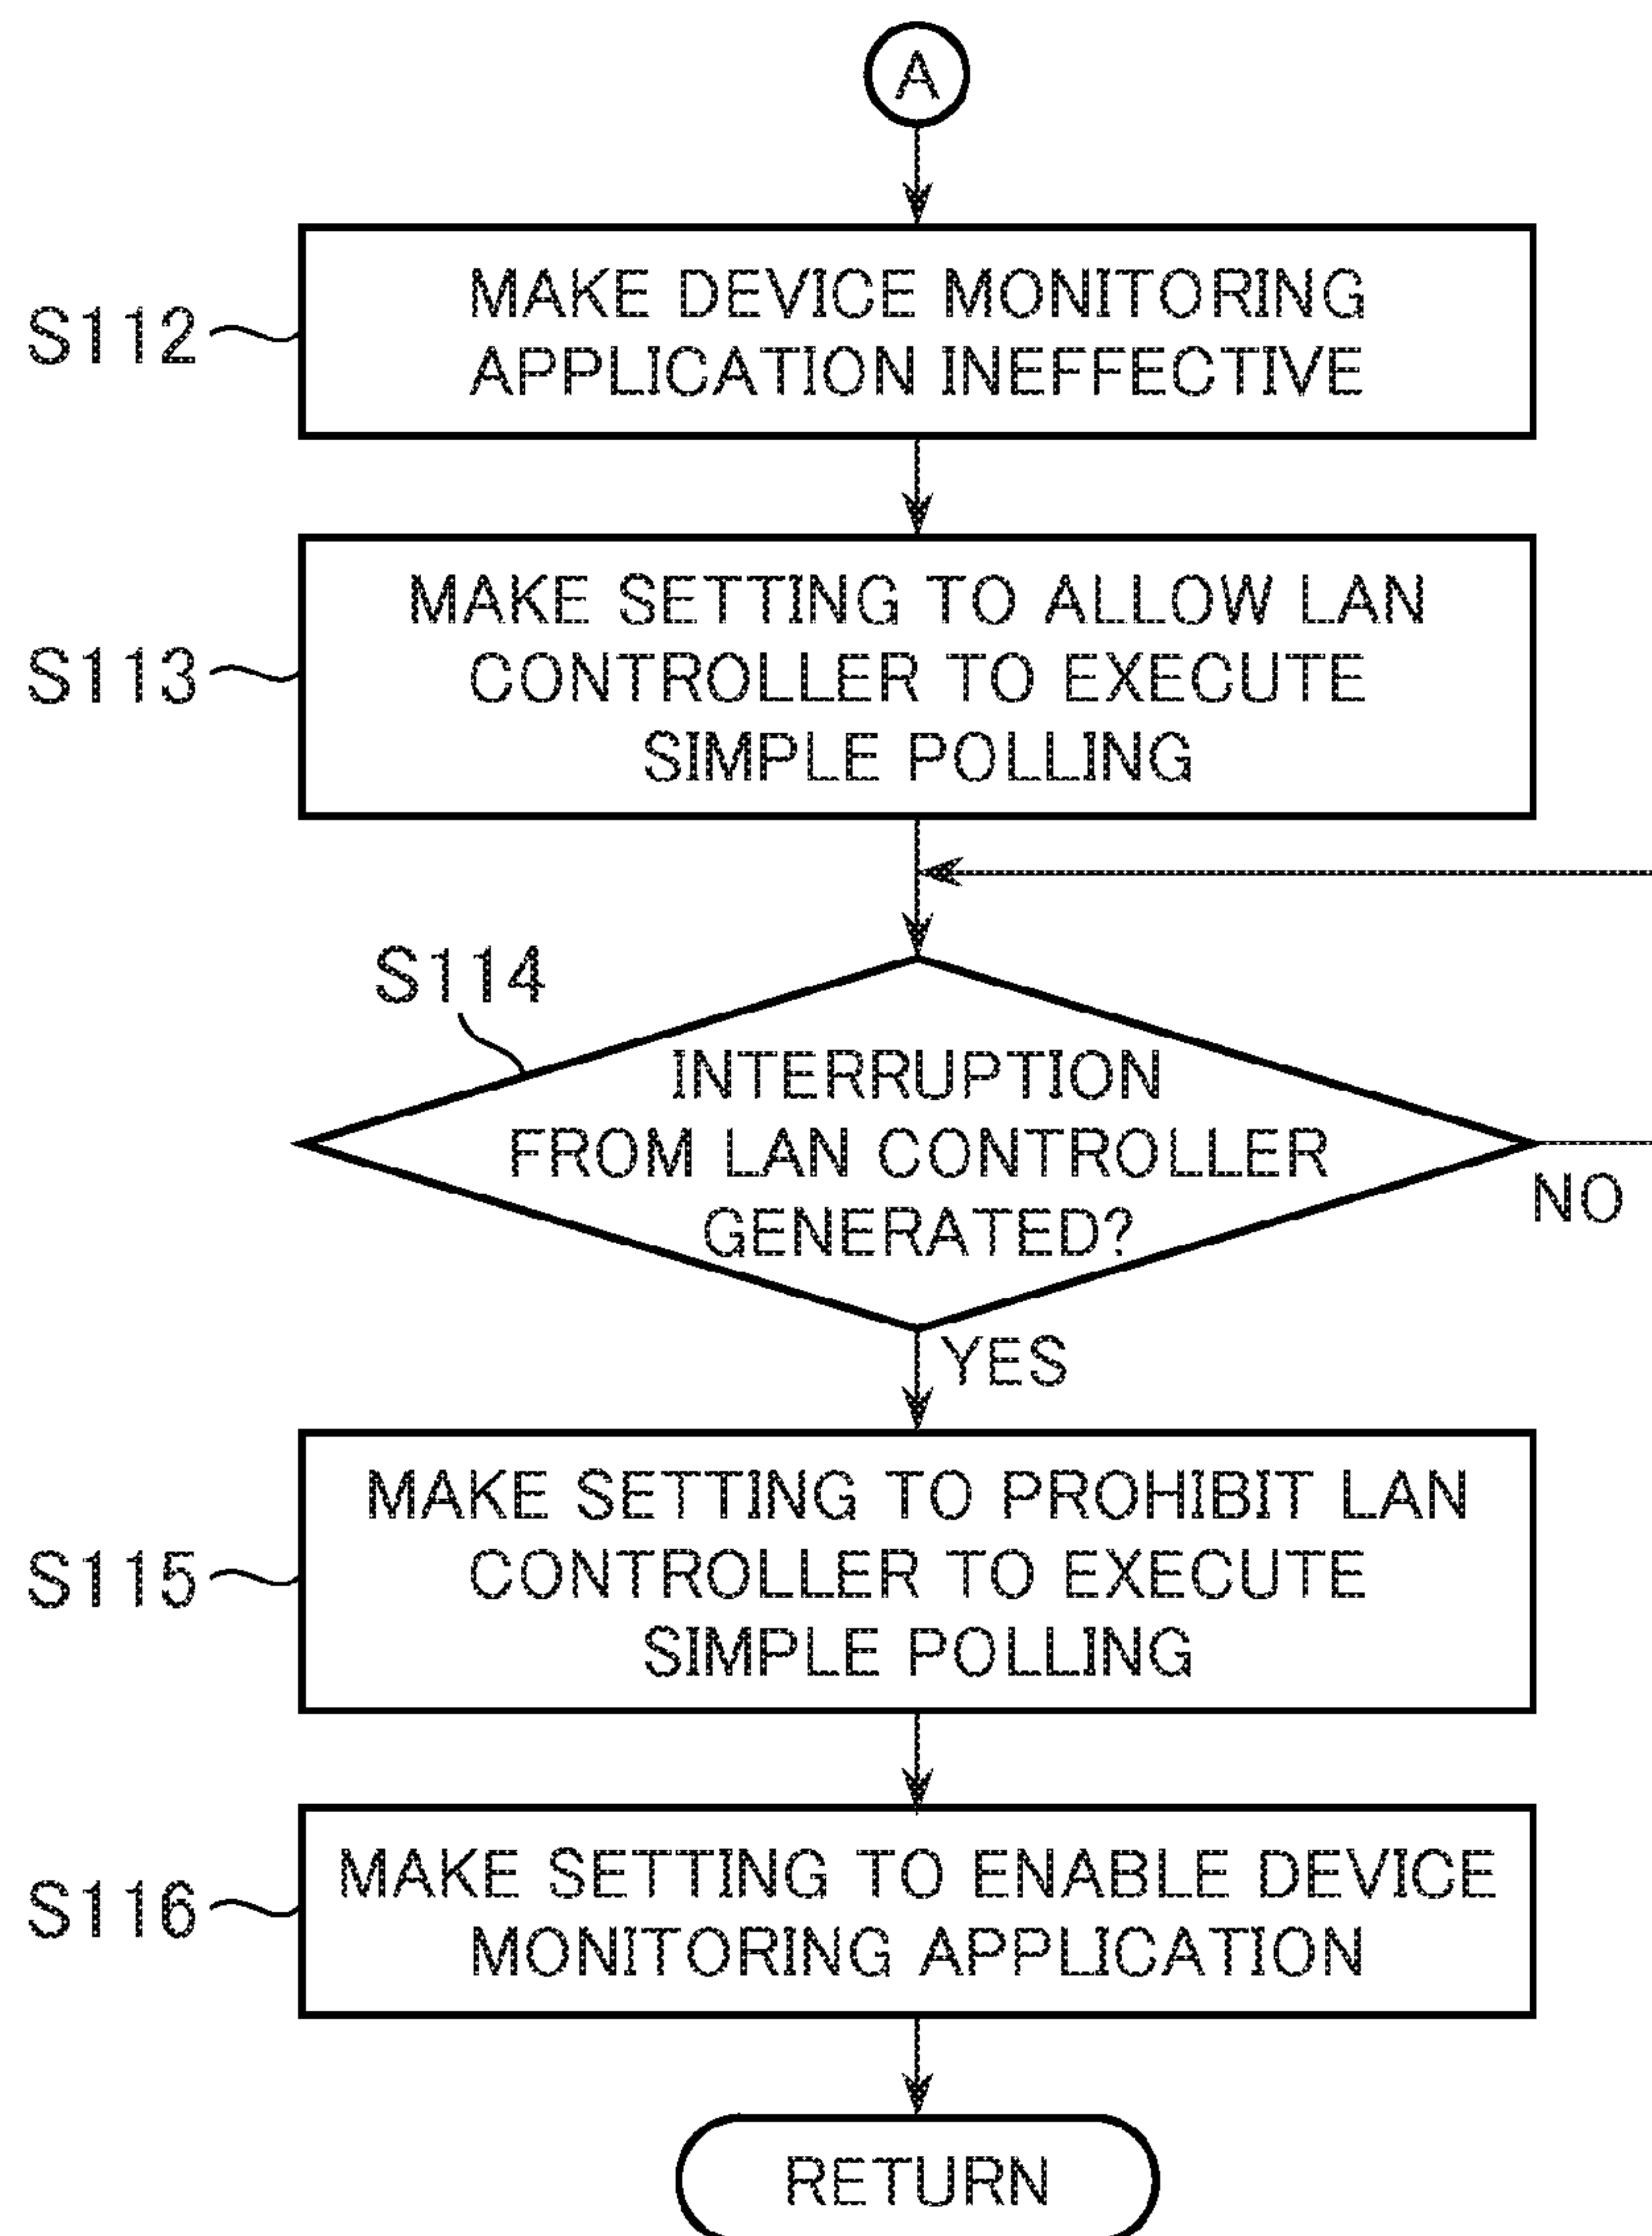 A
S112
MAKE DEVICE MONITORING
APPLICATION INEFFECTIVE
S113
MAKE SETTING TO ALLOW LAN
CONTROLLER TO EXECUTE
SIMPLE POLLING
S114
INTERRUPTION
FROM LAN CONTROLLER
GENERATED?
NO
YES
S115
MAKE SETTING TO PROHIBIT LAN
CONTROLLER TO EXECUTE
SIMPLE POLLING
S116
MAKE SETTING TO ENABLE DEVICE
MONITORING APPLICATION
RETURN